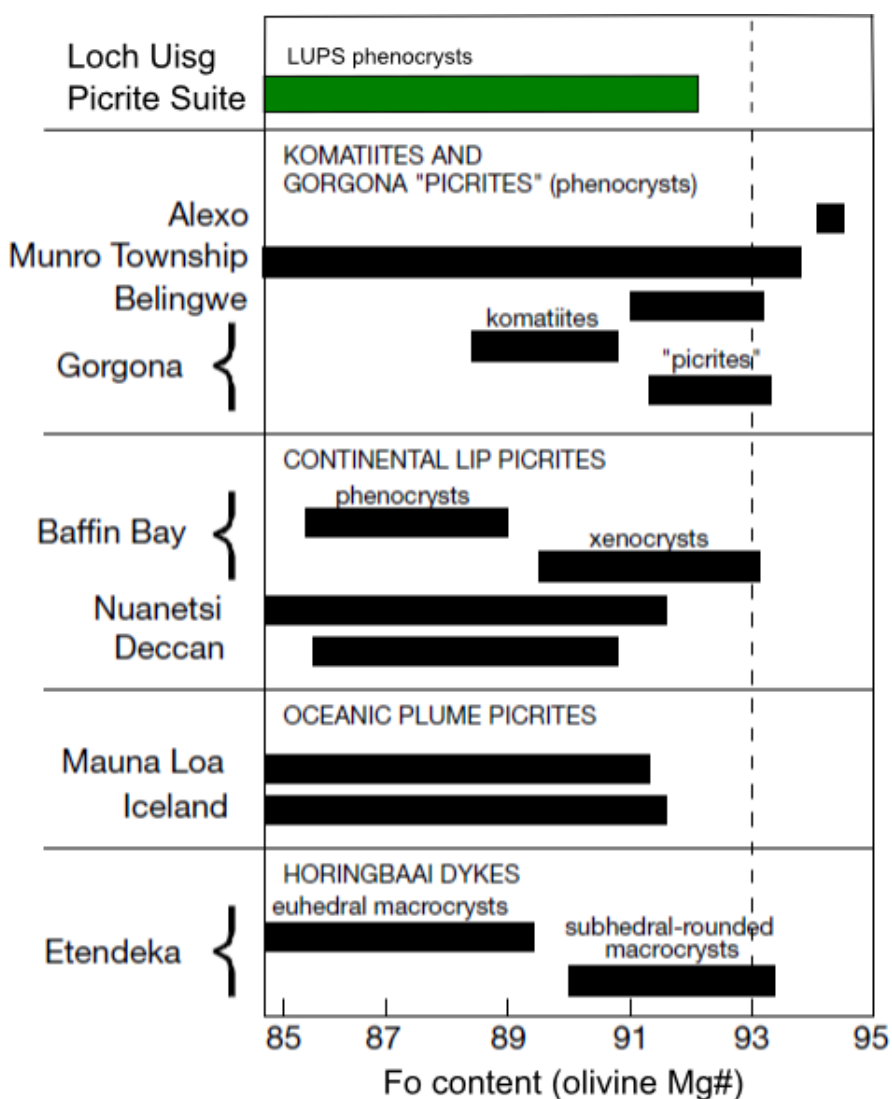 Loch Uisg
Picrite Suite
LUPS phenocrysts
KOMATIITES AND
GORGONA "PICRITES" (phenocrysts)
Alexo
Munro Township
Belingwe
komatiites
Gorgona
"picrites"
CONTINENTAL LIP PICRITES
phenocrysts
Baffin Bay
xenocrysts
Nuanetsi
Deccan
OCEANIC PLUME PICRITES
Mauna Loa
Iceland
HORINGBAAI DYKES
euhedral macrocrysts
subhedral-rounded
macrocrysts
Etendeka
85 87 89 91 93 95
Fo content (olivine Mg#)